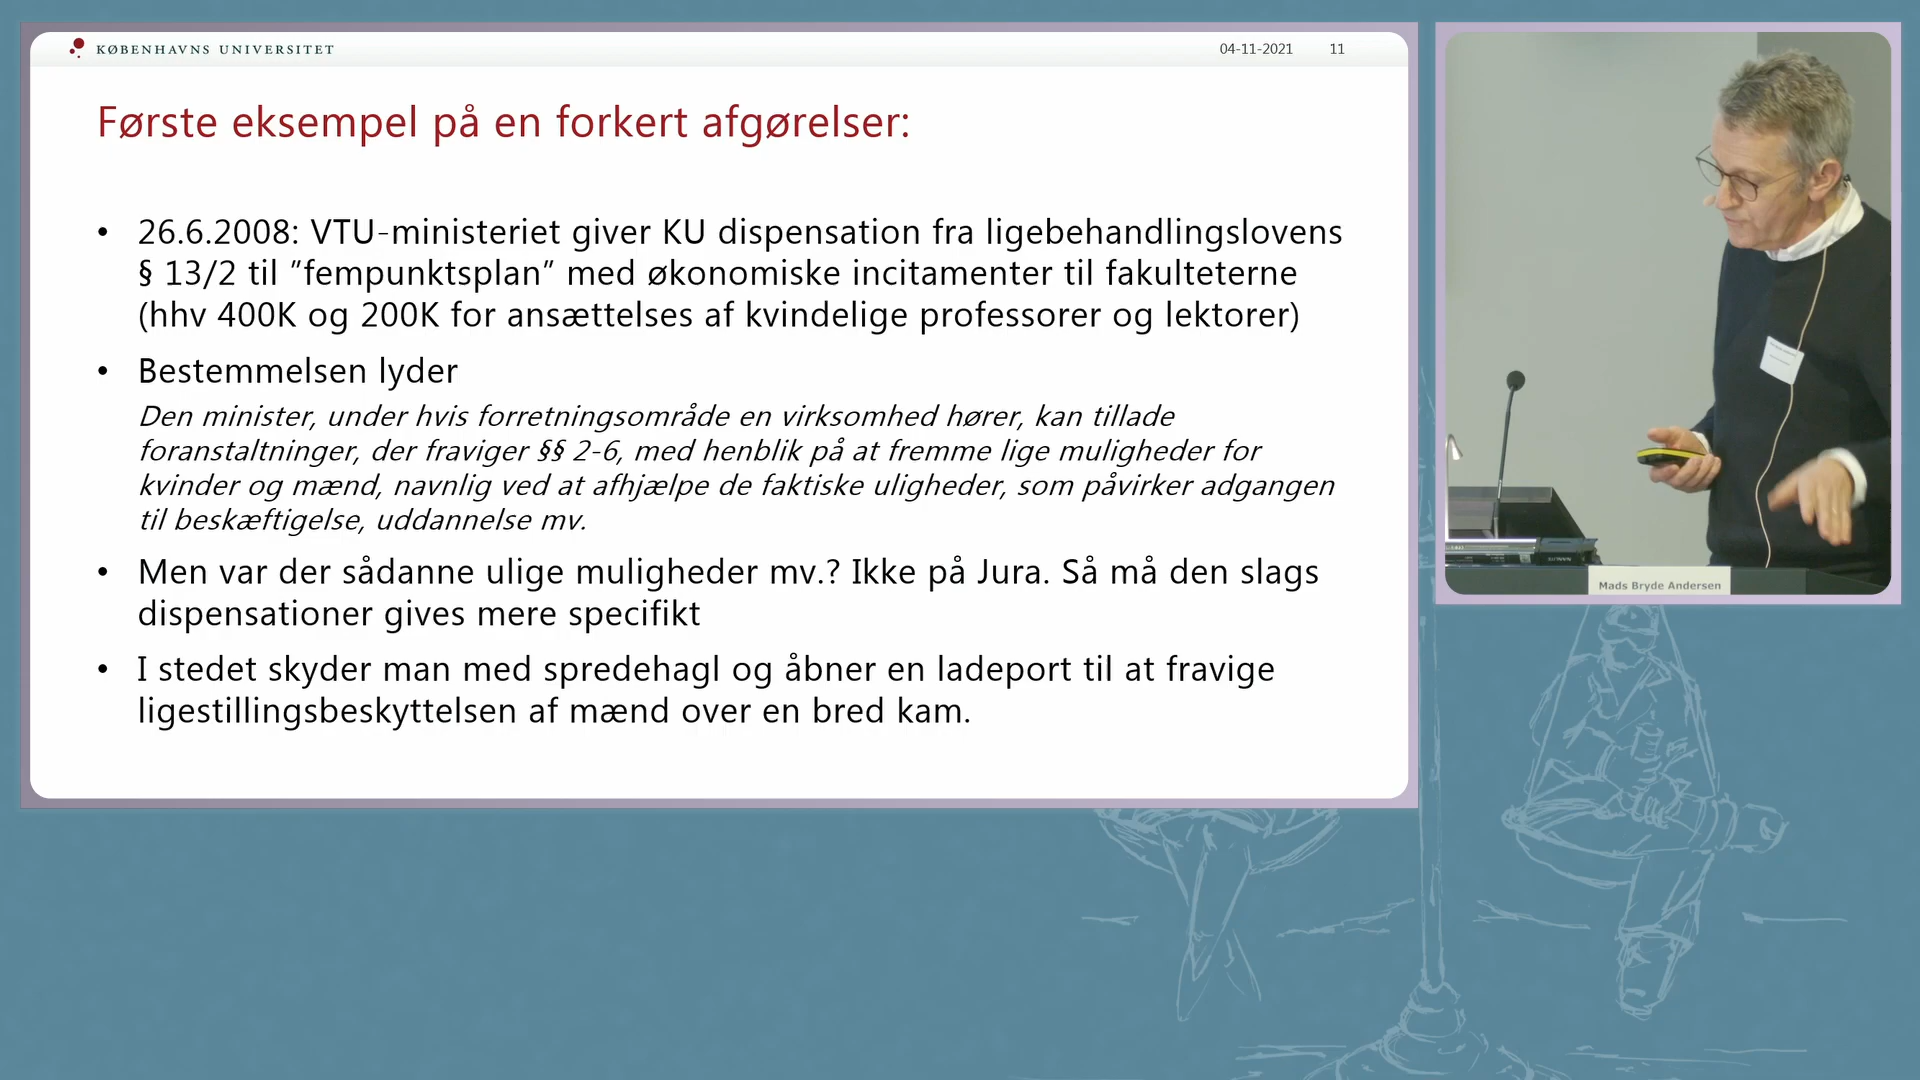 KØBENHAVNS UNIVERSITET
04-11-2021 11
Første eksempel på en forkert afgørelser:
• 26.6.2008: VTU-ministeriet giver KU dispensation fra ligebehandlingslovens
§ 13/2 til ”fempunktsplan” med økonomiske incitamenter til fakulteterne
(hhv 400K og 200K for ansættelses af kvindelige professorer og lektorer)
• Bestemmelsen lyder
Den minister, under hvis forretningsområde en virksomhed hører, kan tillade
foranstaltninger, der fraviger §§ 2-6, med henblik på at fremme lige muligheder for
kvinder og mænd, navnlig ved at afhjælpe de faktiske uligheder, som påvirker adgangen
til beskæftigelse, uddannelse mv.
• Men var der sådanne ulige muligheder mv.? Ikke på Jura. Så må den slags
dispensationer gives mere specifikt
• I stedet skyder man med spredehagl og åbner en ladeport til at fravige
ligestillingsbeskyttelsen af mænd over en bred kam.
Mads Bryde Andersen